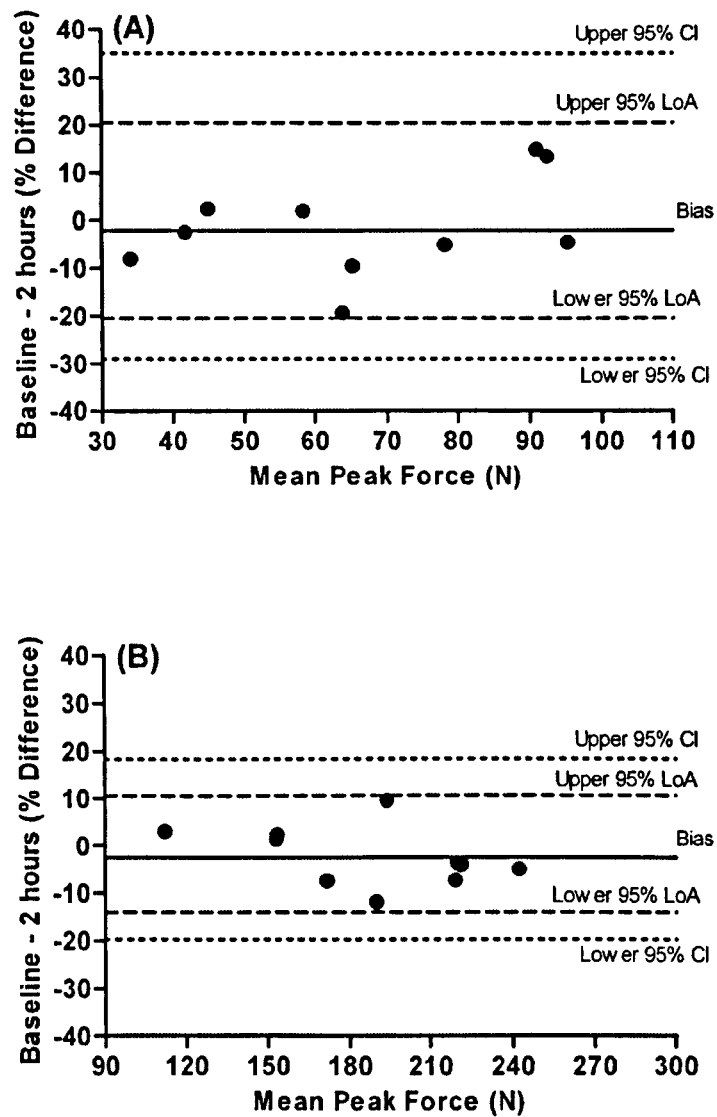 (A)
Baseline - 2 hours (% Difference)
40
30
20
10
0
-10
-20
-30
-40
Upper 95% CI
Upper 95% LoA
Bias
Lower 95% LoA
Lower 95% CI
30 40 50 60 70 80 90 100 110
Mean Peak Force (N)
(B)
Baseline - 2 hours (% Difference)
40
30
20
10
0
-10
-20
-30
-40
Upper 95% CI
Upper 95% LoA
Bias
Lower 95% LoA
Lower 95% CI
90 120 150 180 210 240 270 300
Mean Peak Force (N)